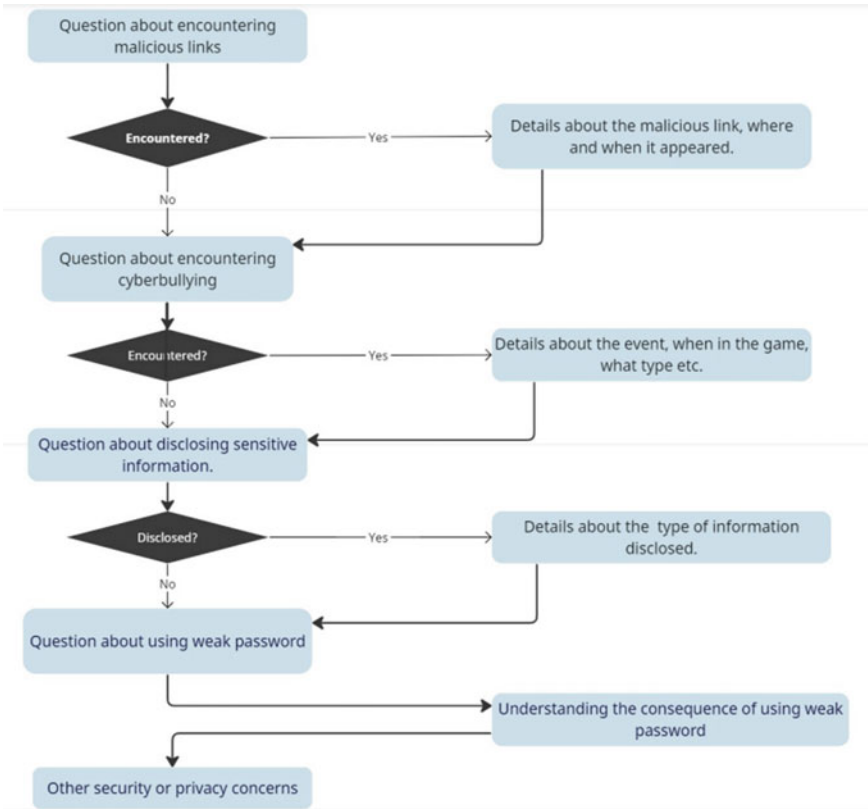 Question about encountering
malicious links
Encountered?
Yes
Details about the malicious link, where
and when it appeared.
No
Question about encountering
cyberbullying
Encountered?
Yes
Details about the event, when in the game,
what type etc.
No
Question about disclosing sensitive
information.
Disclosed?
Yes
Details about the type of information
disclosed.
No
Question about using weak password
Understanding the consequence of using weak
password
Other security or privacy concerns